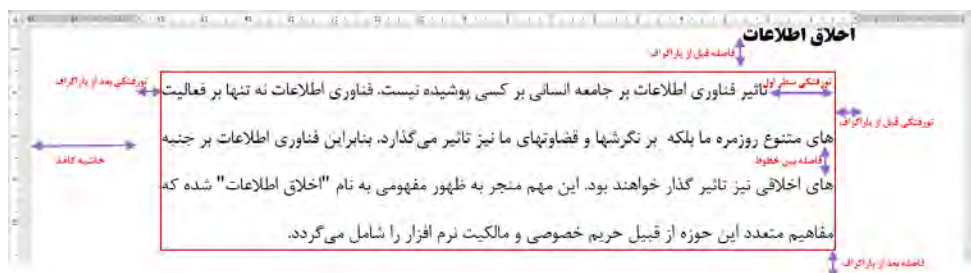 اخلاق اطلاعات
فاصله قبل از پاراگراف
تورفتگی سطر اول
تاثیر فناوری اطلاعات بر جامعه انسانی بر کسی پوشیده نیست. فناوری اطلاعات نه تنها بر فعالیت
تورفتگی بعد از پاراگراف
تورفتگی قبل از پاراگراف
های متنوع روزمره ما بلکه بر نگرشها و قضاوتهای ما نیز تاثیر می‌گذارد. بنابراین فناوری اطلاعات بر جنبه
فاصله بین خطوط
حاشیه کاغذ
های اخلاقی نیز تاثیر گذار خواهند بود. این مهم منجر به ظهور مفهومی به نام "اخلاق اطلاعات" شده که
مفاهیم متعدد این حوزه از قبیل حریم خصوصی و مالکیت نرم افزار را شامل می‌گردد.
فاصله بعد از پاراگراف